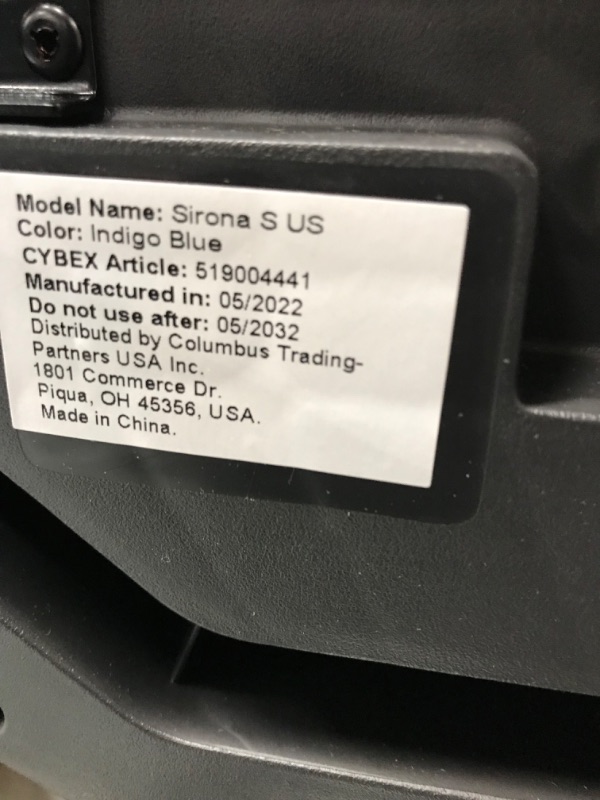 Model Name: Sirona S US
Color: Indigo Blue
CYBEX Article: 519004441
Manufactured in: 05/2022
Do not use after: 05/2032
Distributed by Columbus Trading-
Partners USA Inc.
1801 Commerce Dr.
Piqua, OH 45356, USA.
Made in China.